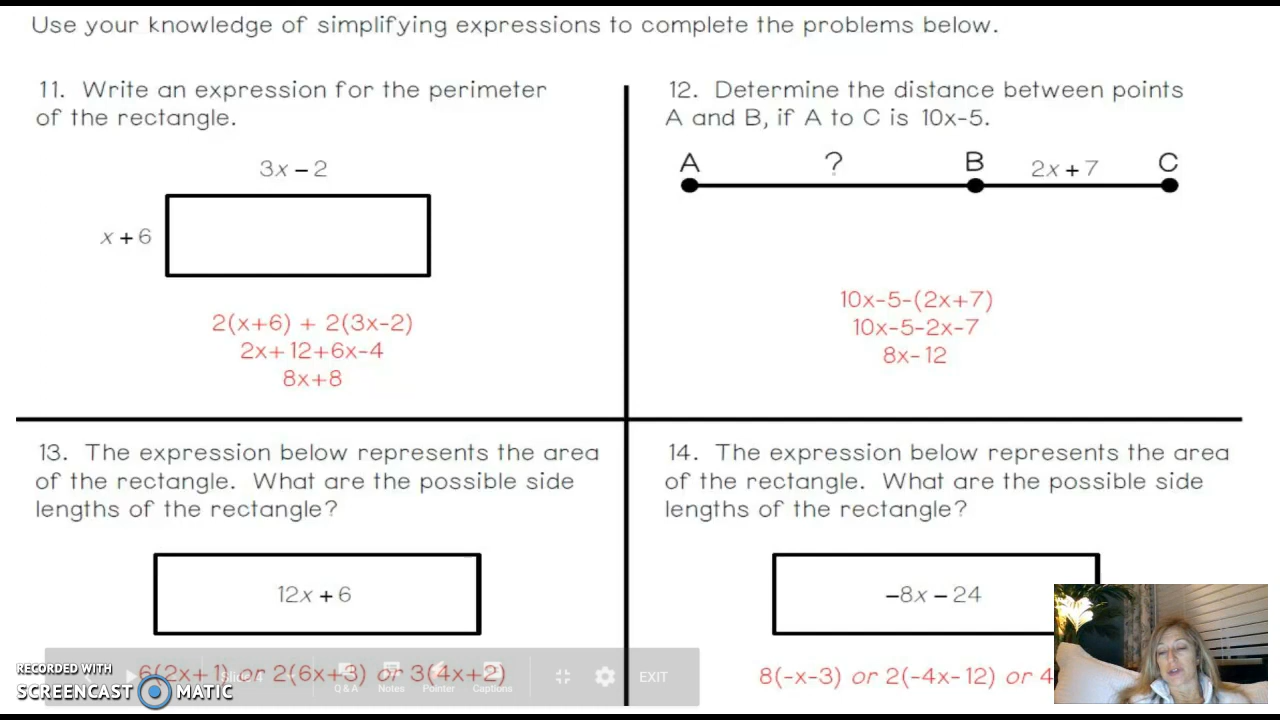 Use your knowledge of simplifying expressions to complete the problems below.
11. Write an expression for the perimeter
of the rectangle.
3x – 2
x + 6
2(x+6) + 2(3x-2)
2x+12+6x-4
8x+8
12. Determine the distance between points
A and B, if A to C is 10x-5.
A ? B 2x + 7 C
10x-5-(2x+7)
10x-5-2x-7
8x-12
13. The expression below represents the area
of the rectangle. What are the possible side
lengths of the rectangle?
12x + 6
6(2x+1) or 2(6x+3) or 3(4x+2)
14. The expression below represents the area
of the rectangle. What are the possible side
lengths of the rectangle?
–8x – 24
8(-x-3) or 2(-4x-12) or 4
Q & A Notes Pointer Captions EXIT
RECORDED WITH
SCREENCAST MATIC